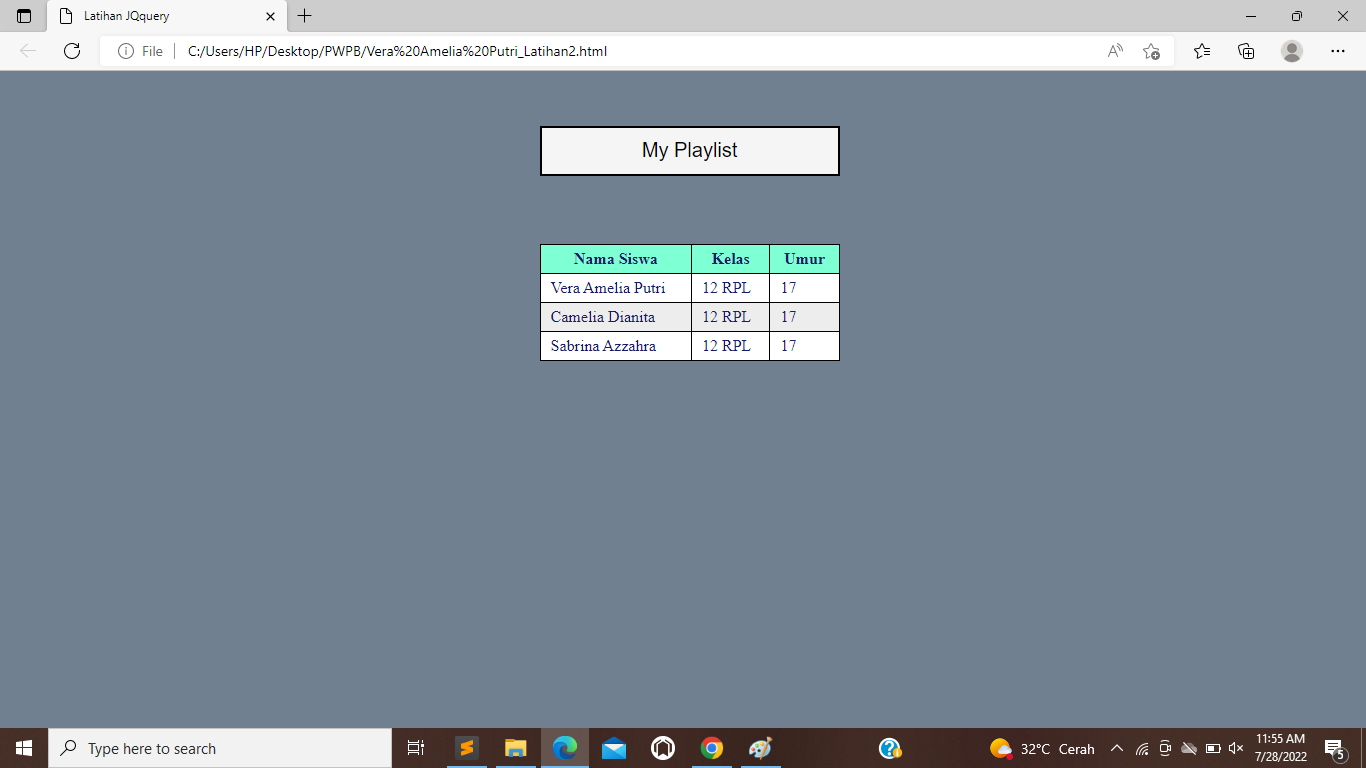 Latihan JQquery
File C:/Users/HP/Desktop/PWPB/Vera%20Amelia%20Putri_Latihan2.html
My Playlist
Nama Siswa Kelas Umur
Vera Amelia Putri 12 RPL 17
Camelia Dianita 12 RPL 17
Sabrina Azzahra 12 RPL 17
Type here to search
32°C Cerah
11:55 AM
7/28/2022
5